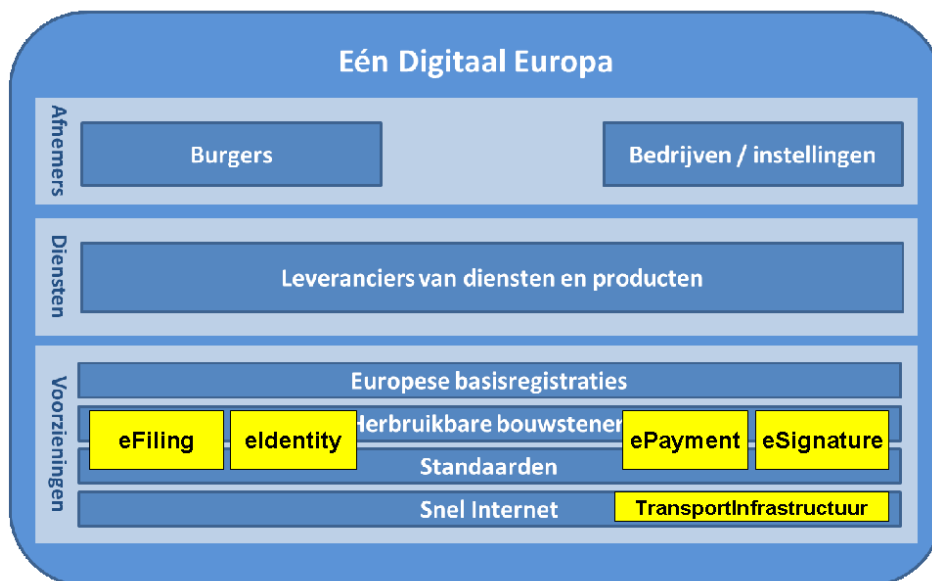 Eén Digitaal Europa
Afnemers
Burgers
Bedrijven / instellingen
Diensten
Leveranciers van diensten en producten
Voorzieningen
Europese basisregistraties
Herbruikbare bouwstenen
eFiling
eIdentity
ePayment
eSignature
Standaarden
Snel Internet
TransportInfrastructuur